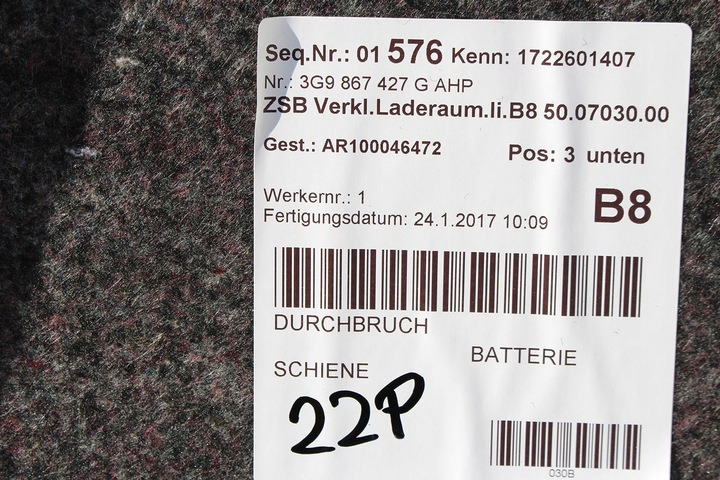 Seq.Nr.: 01 576 Kenn: 1722601407
Nr.: 3G9 867 427 G AHP
ZSB Verkl.Laderaum.li.B8 50.07030.00
Gest.: AR100046472 Pos: 3 unten
Werkernr.: 1
B8
Fertigungsdatum: 24.1.2017 10:09
DURCHBRUCH
BATTERIE
SCHIENE
22P
030B